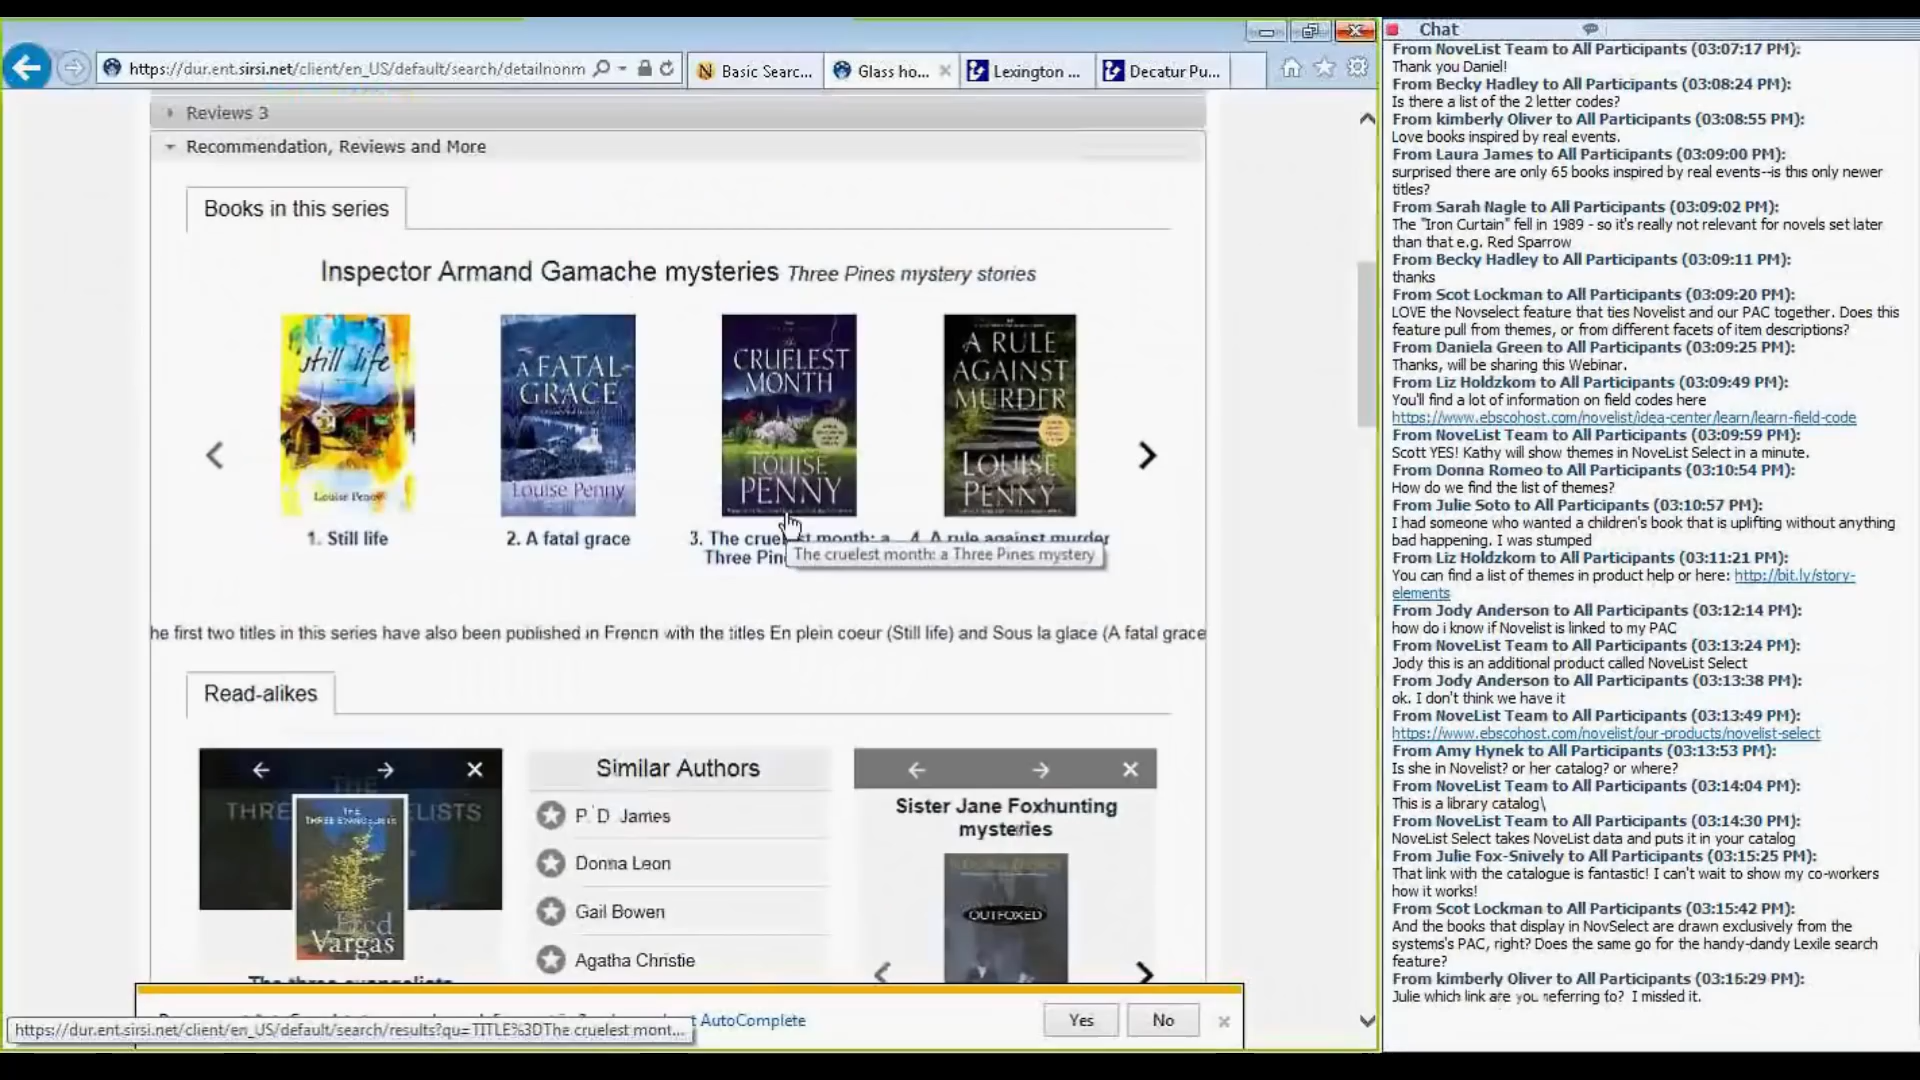 https://dur.ent.sirsi.net/client/en_US/default/search/detailnonm
Basic Searc...
Glass ho...
Lexington ...
Decatur Pu...
Reviews 3
Recommendation, Reviews and More
Books in this series
Inspector Armand Gamache mysteries Three Pines mystery stories
still life
Louise Penny
A FATAL
GRACE
Louise Penny
THE
CRUELEST
MONTH
LOUISE
PENNY
A RULE
AGAINST
MURDER
LOUISE
PENNY
1. Still life
2. A fatal grace
3. The cruelest month: a
Three Pin
4. A rule against murder
The cruelest month: a Three Pines mystery
he first two titles in this series have also been published in French with the titles En plein coeur (Still life) and Sous la glace (A fatal grace
Read-alikes
THE
THREE EVANGELISTS
Fred
Vargas
The three evangelists
Similar Authors
P. D. James
Donna Leon
Gail Bowen
Agatha Christie
Sister Jane Foxhunting
mysteries
OUTFOXED
AutoComplete
Yes
No
https://dur.ent.sirsi.net/client/en_US/default/search/results?qu=TITLE%3DThe cruelest mont...
Chat
From NoveList Team to All Participants (03:07:17 PM):
Thank you Daniel!
From Becky Hadley to All Participants (03:08:24 PM):
Is there a list of the 2 letter codes?
From kimberly Oliver to All Participants (03:08:55 PM):
Love books inspired by real events.
From Laura James to All Participants (03:09:00 PM):
surprised there are only 65 books inspired by real events--is this only newer
titles?
From Sarah Nagle to All Participants (03:09:02 PM):
The "Iron Curtain" fell in 1989 - so it's really not relevant for novels set later
than that e.g. Red Sparrow
From Becky Hadley to All Participants (03:09:11 PM):
thanks
From Scot Lockman to All Participants (03:09:20 PM):
LOVE the Novselect feature that ties Novelist and our PAC together. Does this
feature pull from themes, or from different facets of item descriptions?
From Daniela Green to All Participants (03:09:25 PM):
Thanks, will be sharing this Webinar.
From Liz Holdzkom to All Participants (03:09:49 PM):
You'll find a lot of information on field codes here
https://www.ebscohost.com/novelist/idea-center/learn/learn-field-code
From NoveList Team to All Participants (03:09:59 PM):
Scott YES! Kathy will show themes in NoveList Select in a minute.
From Donna Romeo to All Participants (03:10:54 PM):
How do we find the list of themes?
From Julie Soto to All Participants (03:10:57 PM):
I had someone who wanted a children's book that is uplifting without anything
bad happening. I was stumped
From Liz Holdzkom to All Participants (03:11:21 PM):
You can find a list of themes in product help or here: http://bit.ly/story-
elements
From Jody Anderson to All Participants (03:12:14 PM):
how do i know if Novelist is linked to my PAC
From NoveList Team to All Participants (03:13:24 PM):
Jody this is an additional product called NoveList Select
From Jody Anderson to All Participants (03:13:38 PM):
ok. I don't think we have it
From NoveList Team to All Participants (03:13:49 PM):
https://www.ebscohost.com/novelist/our-products/novelist-select
From Amy Hynek to All Participants (03:13:53 PM):
Is she in Novelist? or her catalog? or where?
From NoveList Team to All Participants (03:14:04 PM):
This is a library catalog\
From NoveList Team to All Participants (03:14:30 PM):
NoveList Select takes NoveList data and puts it in your catalog
From Julie Fox-Snively to All Participants (03:15:25 PM):
That link with the catalogue is fantastic! I can't wait to show my co-workers
how it works!
From Scot Lockman to All Participants (03:15:42 PM):
And the books that display in NovSelect are drawn exclusively from the
systems's PAC, right? Does the same go for the handy-dandy Lexile search
feature?
From kimberly Oliver to All Participants (03:16:29 PM):
Julie which link are you referring to? I missed it.